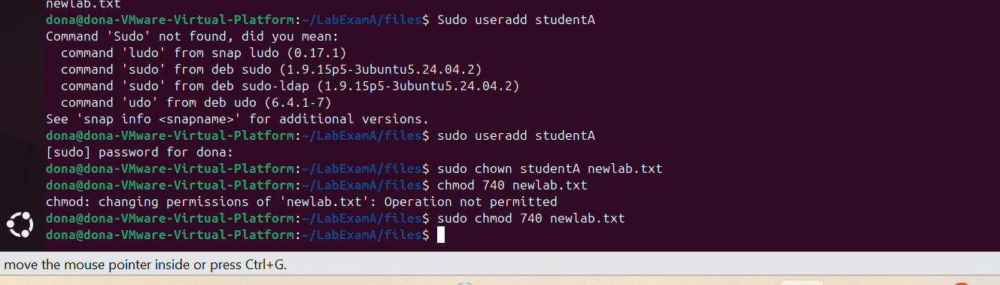 newlab.txt
dona@dona-VMware-Virtual-Platform:~/LabExamA/files$ Sudo useradd studentA
Command 'Sudo' not found, did you mean:
  command 'ludo' from snap ludo (0.17.1)
  command 'sudo' from deb sudo (1.9.15p5-3ubuntu5.24.04.2)
  command 'sudo' from deb sudo-ldap (1.9.15p5-3ubuntu5.24.04.2)
  command 'udo' from deb udo (6.4.1-7)
See 'snap info <snapname>' for additional versions.
dona@dona-VMware-Virtual-Platform:~/LabExamA/files$ sudo useradd studentA
[sudo] password for dona:
dona@dona-VMware-Virtual-Platform:~/LabExamA/files$ sudo chown studentA newlab.txt
dona@dona-VMware-Virtual-Platform:~/LabExamA/files$ chmod 740 newlab.txt
chmod: changing permissions of 'newlab.txt': Operation not permitted
dona@dona-VMware-Virtual-Platform:~/LabExamA/files$ sudo chmod 740 newlab.txt
dona@dona-VMware-Virtual-Platform:~/LabExamA/files$
move the mouse pointer inside or press Ctrl+G.